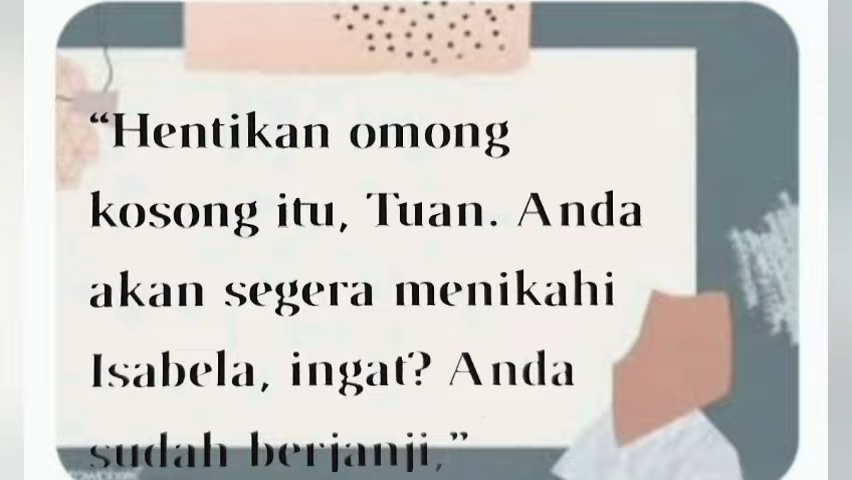 “Hentikan omong
kosong itu, Tuan. Anda
akan segera menikahi
Isabela, ingat? Anda
sudah berjanji,”